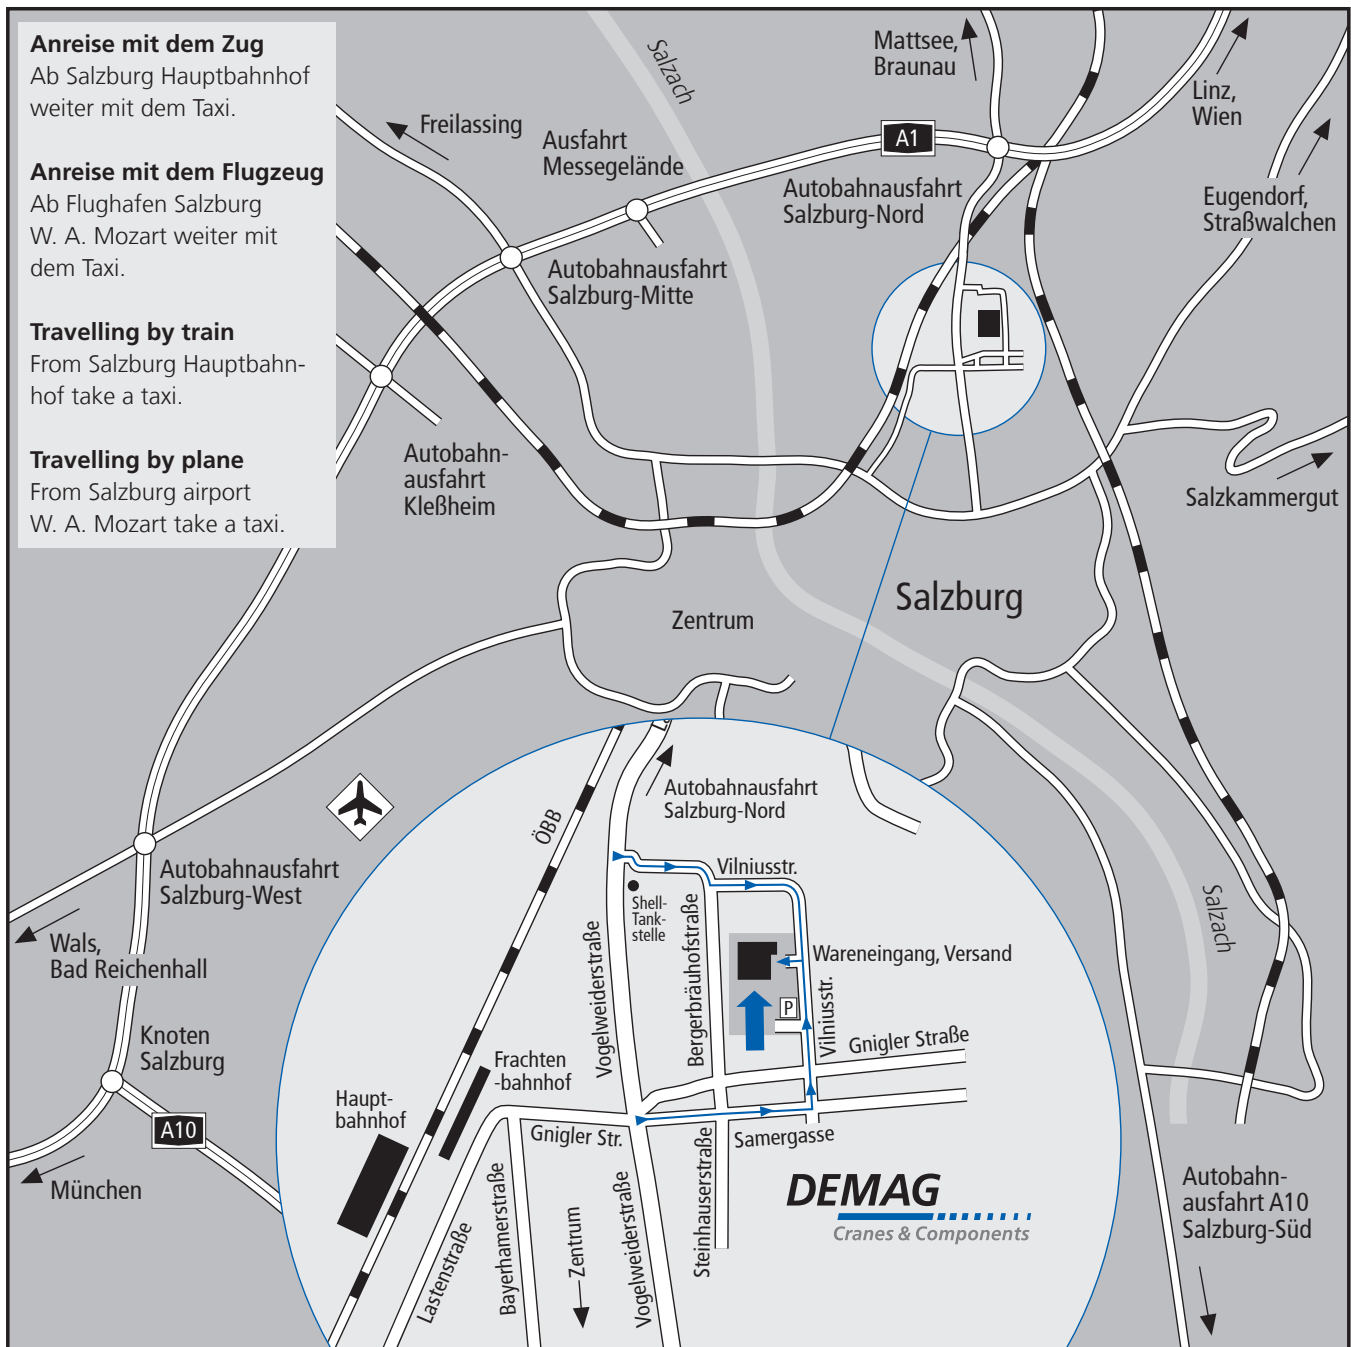 Anreise mit dem Zug
Ab Salzburg Hauptbahnhof
weiter mit dem Taxi.
Anreise mit dem Flugzeug
Ab Flughafen Salzburg
W. A. Mozart weiter mit
dem Taxi.
Travelling by train
From Salzburg Hauptbahn-
hof take a taxi.
Travelling by plane
From Salzburg airport
W. A. Mozart take a taxi.
Salzach
Mattsee,
Braunau
Linz,
Wien
Freilassing
Ausfahrt
Messegelände
A1
Autobahnausfahrt
Salzburg-Nord
Eugendorf,
Straßwalchen
Autobahnausfahrt
Salzburg-Mitte
Autobahn-
ausfahrt
Kleßheim
Salzkammergut
Salzburg
Zentrum
Autobahnausfahrt
Salzburg-Nord
ÖBB
Autobahnausfahrt
Salzburg-West
Vilniusstr.
Shell-
Tank-
stelle
Vogelweiderstraße
Bergerbräuhofstraße
Salzach
Wals,
Bad Reichenhall
Wareneingang, Versand
P
Vilniusstr.
Knoten
Salzburg
Gnigler Straße
Frachten
-bahnhof
Haupt-
bahnhof
A10
Gnigler Str.
Samergasse
München
Lastenstraße
Bayerhamerstraße
Zentrum
Vogelweiderstraße
Steinhauserstraße
DEMAG
Cranes & Components
Autobahn-
ausfahrt A10
Salzburg-Süd